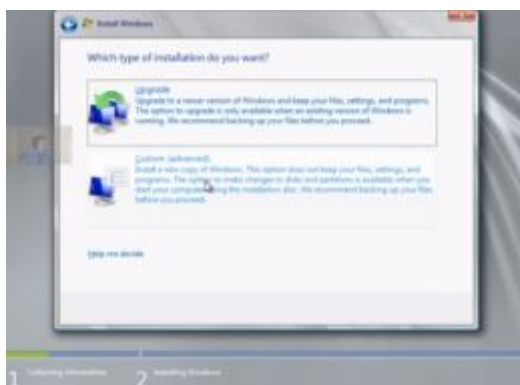 Install Windows
Which type of installation do you want?
Upgrade
Upgrade to a newer version of Windows and keep your files, settings, and programs.
The option to upgrade is only available when an existing version of Windows is
running. We recommend backing up your files before you proceed.
Custom (advanced)
Install a new copy of Windows. This option does not keep your files, settings, and
programs. The option to make changes to disks and partitions is available when you
start your computer using the installation disc. We recommend backing up your files
before you proceed.
Help me decide
1 Collecting information
2 Installing Windows